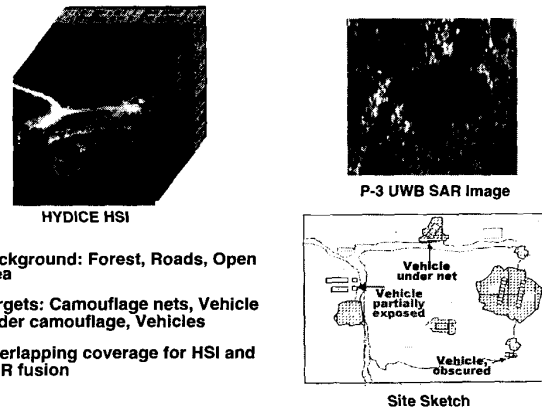 HYDICE HSI
P-3 UWB SAR Image
ckground: Forest, Roads, Open
ea
rgets: Camouflage nets, Vehicle
der camouflage, Vehicles
erlapping coverage for HSI and
R fusion
Vehicle
under net
Vehicle
partially
exposed
Vehicle,
obscured
Site Sketch